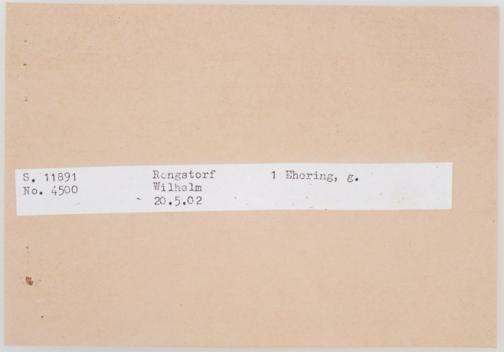 S. 11891 Rengstorf 1 Ehering, g.
No. 4500 Wilhelm
20.5.02